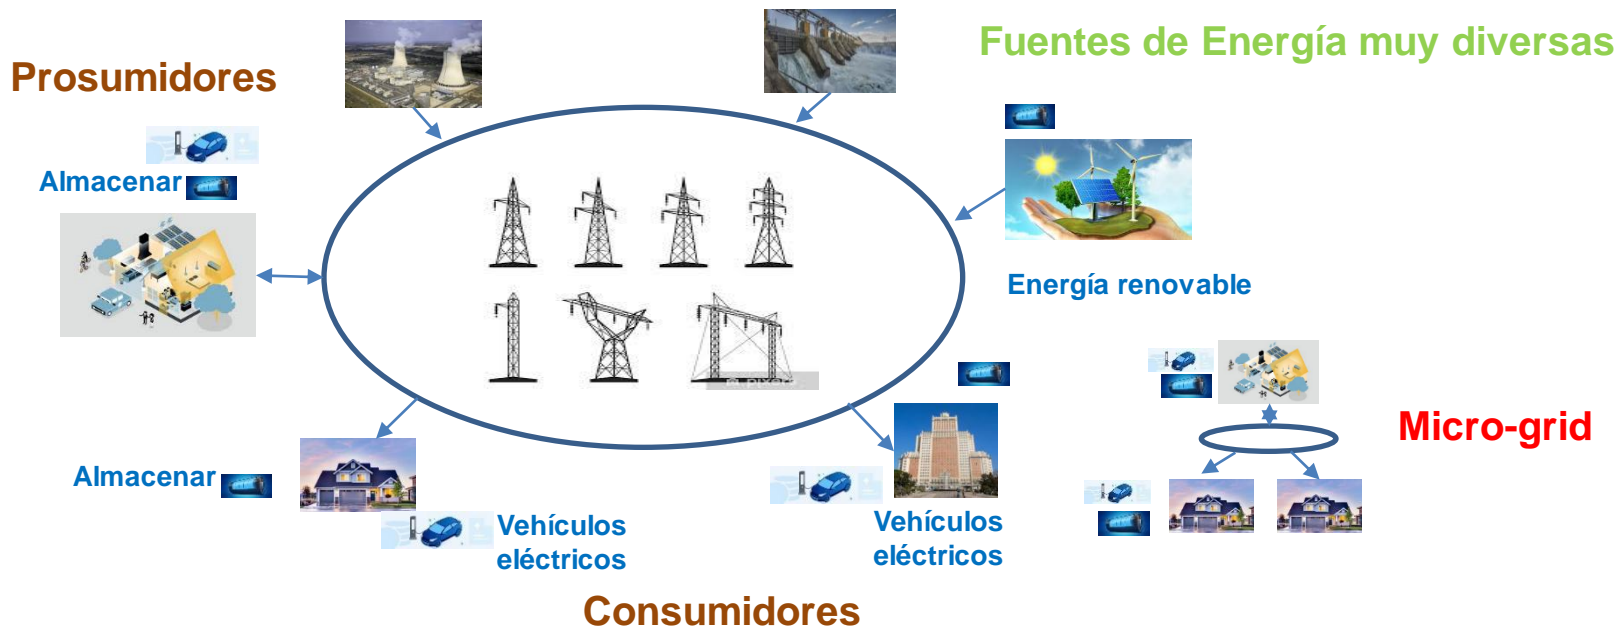 Fuentes de Energía muy diversas
Prosumidores
Almacenar
Energía renovable
Micro-grid
Almacenar
Vehículos
eléctricos
Vehículos
eléctricos
Consumidores